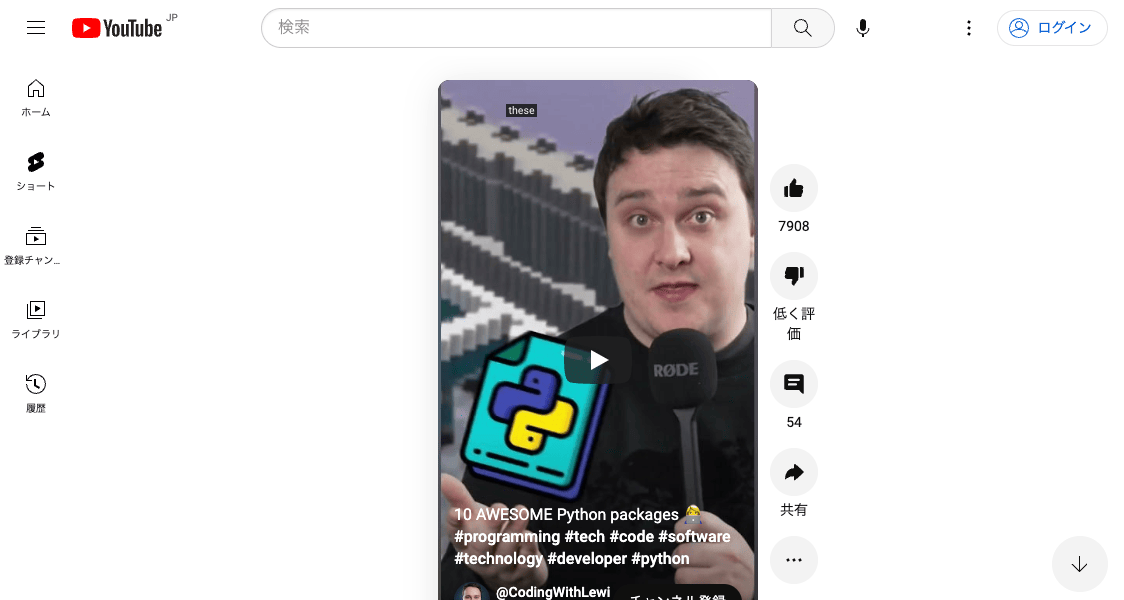 YouTube JP
検索
ログイン
ホーム
ショート
登録チャン...
ライブラリ
履歴
these
RØDE
10 AWESOME Python packages
#programming #tech #code #software
#technology #developer #python
@CodingWithLewi
チャンネル登録
7908
低く評
価
54
共有